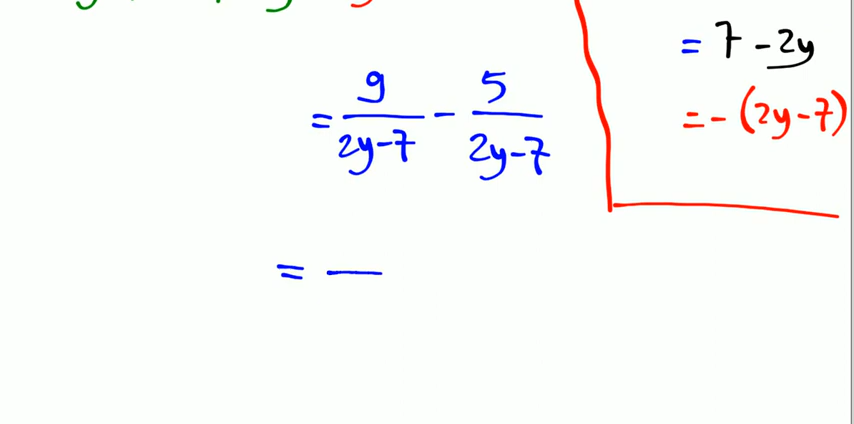 = 9/(2y-7) - 5/(2y-7)
= —
= 7 - 2y
= - (2y-7)